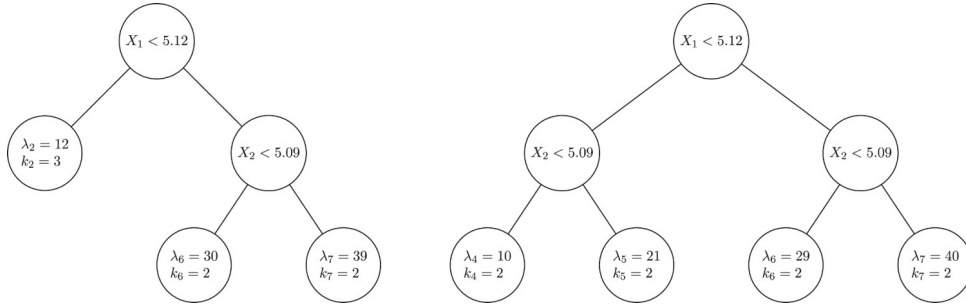 X₁ < 5.12
λ₂ = 12
k₂ = 3
X₂ < 5.09
λ₆ = 30
k₆ = 2
λ₇ = 39
k₇ = 2
X₁ < 5.12
X₂ < 5.09
X₂ < 5.09
λ₄ = 10
k₄ = 2
λ₅ = 21
k₅ = 2
λ₆ = 29
k₆ = 2
λ₇ = 40
k₇ = 2